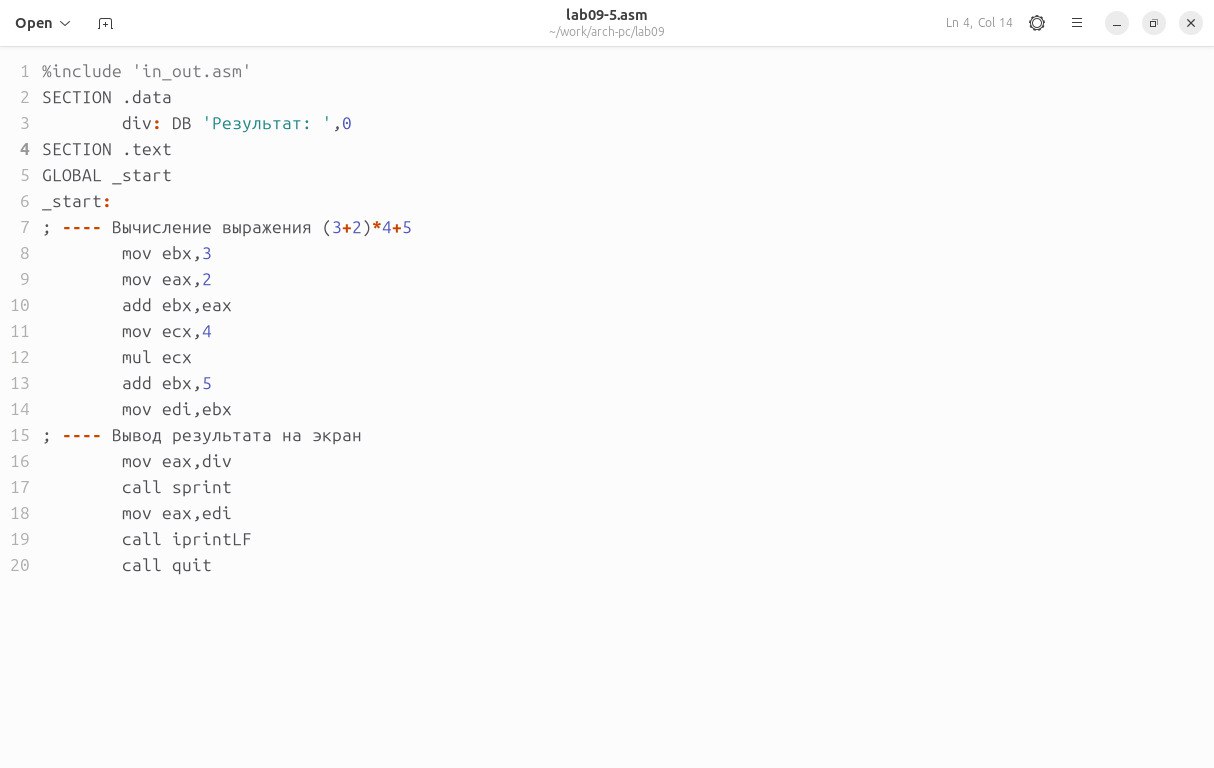 Open
lab09-5.asm
~/work/arch-pc/lab09
Ln 4, Col 14
1 %include 'in_out.asm'
2 SECTION .data
3 div: DB 'Результат: ',0
4 SECTION .text
5 GLOBAL _start
6 _start:
7 ; ---- Вычисление выражения (3+2)*4+5
8 mov ebx,3
9 mov eax,2
10 add ebx,eax
11 mov ecx,4
12 mul ecx
13 add ebx,5
14 mov edi,ebx
15 ; ---- Вывод результата на экран
16 mov eax,div
17 call sprint
18 mov eax,edi
19 call iprintLF
20 call quit